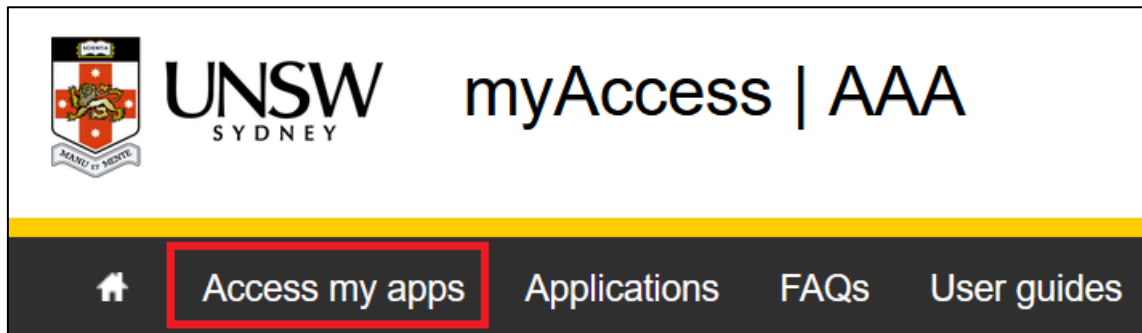 SCIENTIA
UNSW
SYDNEY
MANU ET MENTE
myAccess | AAA
Access my apps Applications FAQs User guides